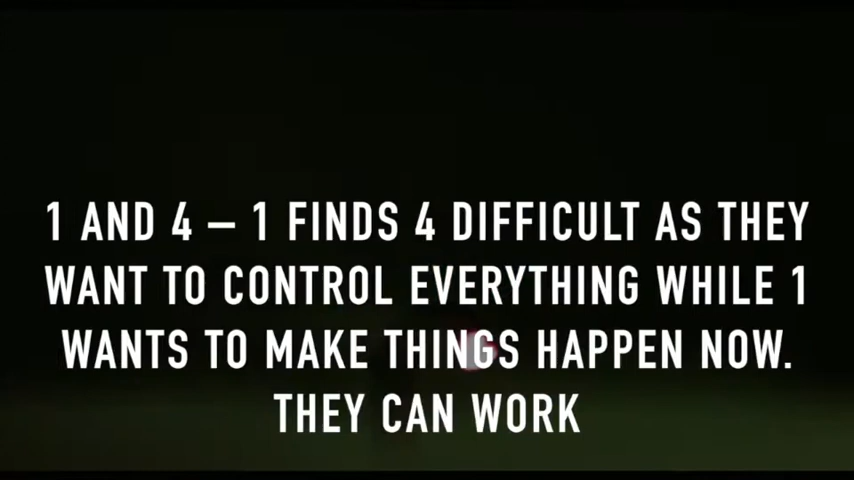 1 AND 4 – 1 FINDS 4 DIFFICULT AS THEY
WANT TO CONTROL EVERYTHING WHILE 1
WANTS TO MAKE THINGS HAPPEN NOW.
THEY CAN WORK